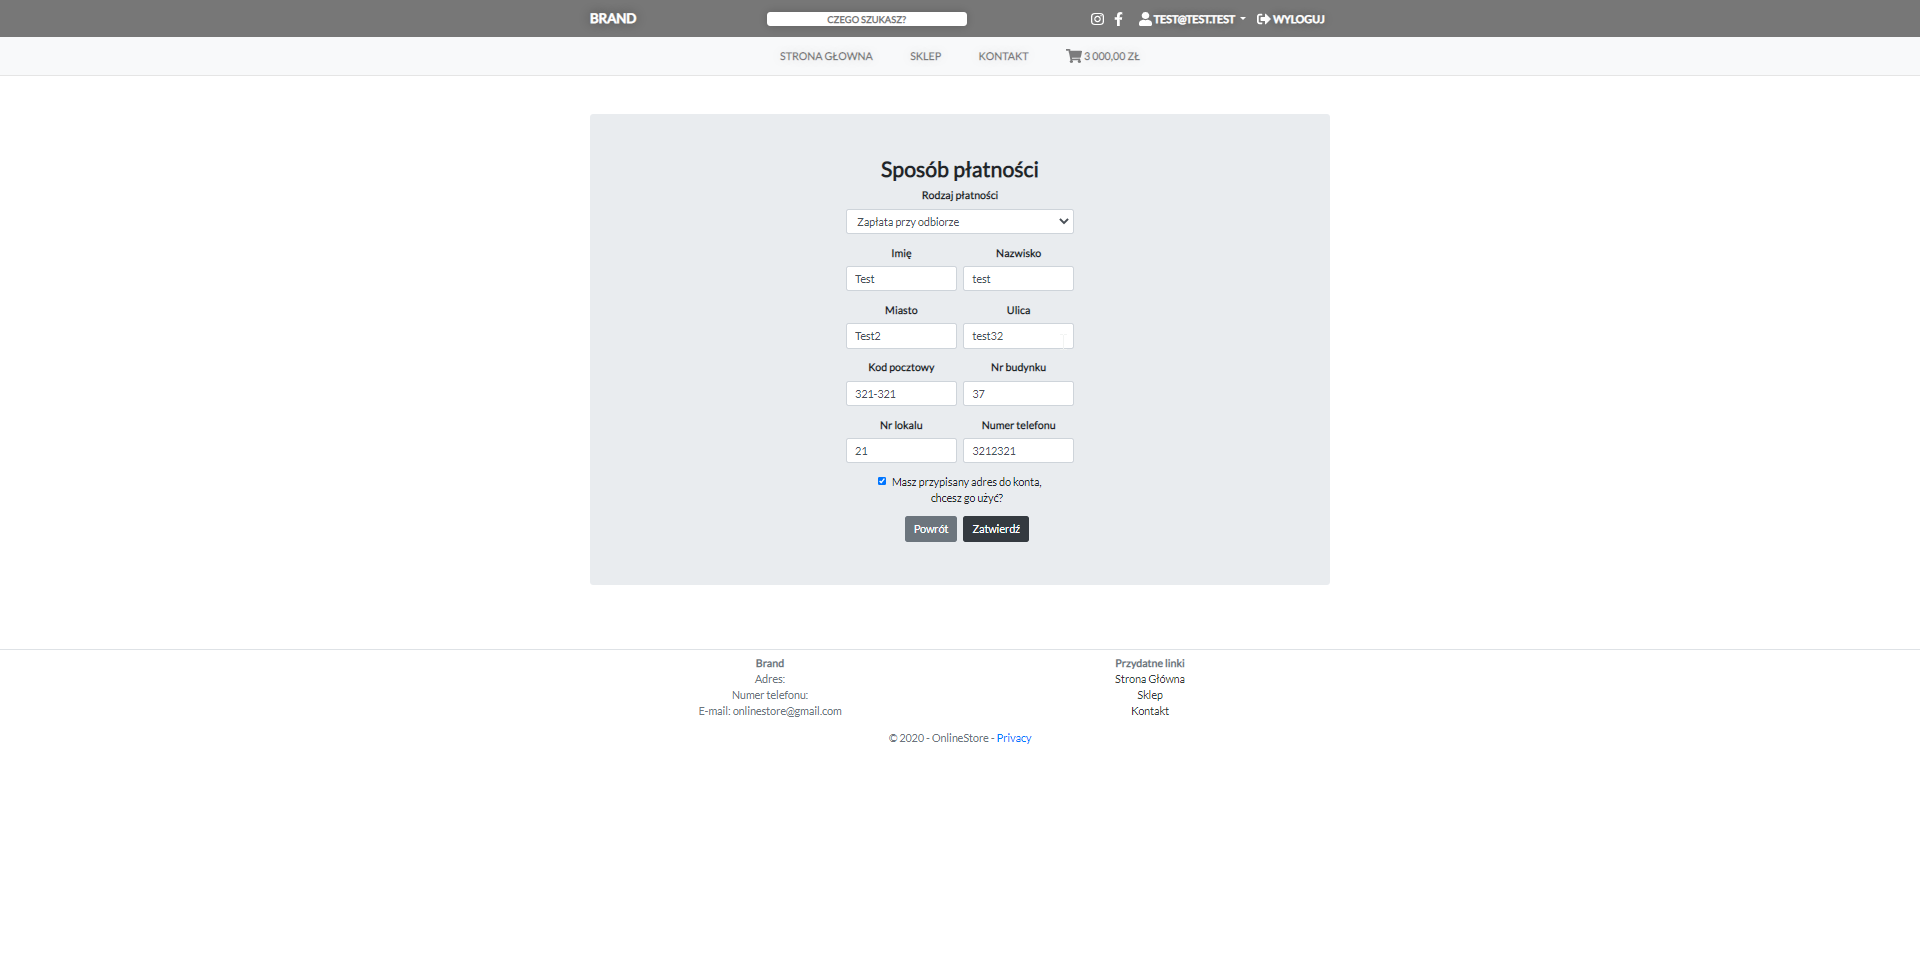 BRAND
CZEGO SZUKASZ?
TEST@TEST.TEST
WYLOGUJ
STRONA GŁOWNA
SKLEP
KONTAKT
3 000,00 ZŁ
Sposób płatności
Rodzaj płatności
Zapłata przy odbiorze
Imię Nazwisko
Test test
Miasto Ulica
Test2 test32
Kod pocztowy Nr budynku
321-321 37
Nr lokalu Numer telefonu
21 3212321
Masz przypisany adres do konta,
chcesz go użyć?
Powrót Zatwierdź
Brand
Adres:
Numer telefonu:
E-mail: onlinestore@gmail.com
Przydatne linki
Strona Główna
Sklep
Kontakt
© 2020 - OnlineStore - Privacy